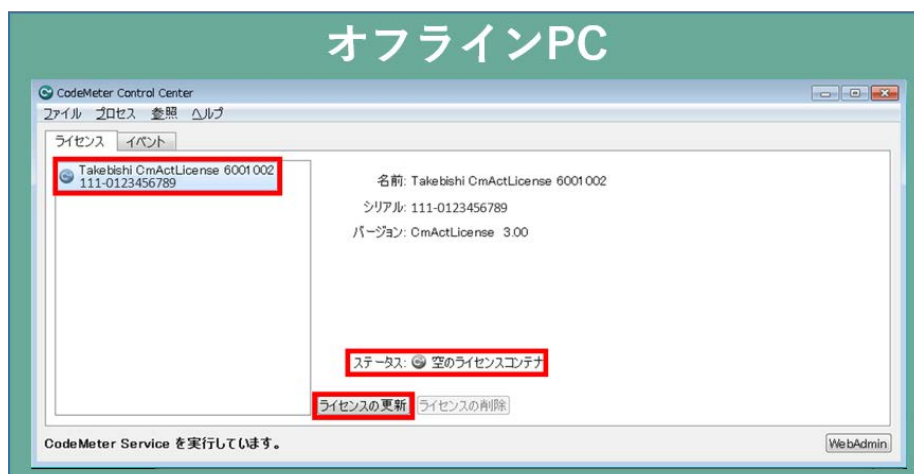 オフラインPC
CodeMeter Control Center
ファイル プロセス 参照 ヘルプ
ライセンス イベント
Takebishi CmActLicense 6001002
111-0123456789
名前: Takebishi CmActLicense 6001002
シリアル: 111-0123456789
バージョン: CmActLicense 3.00
ステータス: 空のライセンスコンテナ
ライセンスの更新 ライセンスの削除
CodeMeter Service を実行しています。
WebAdmin